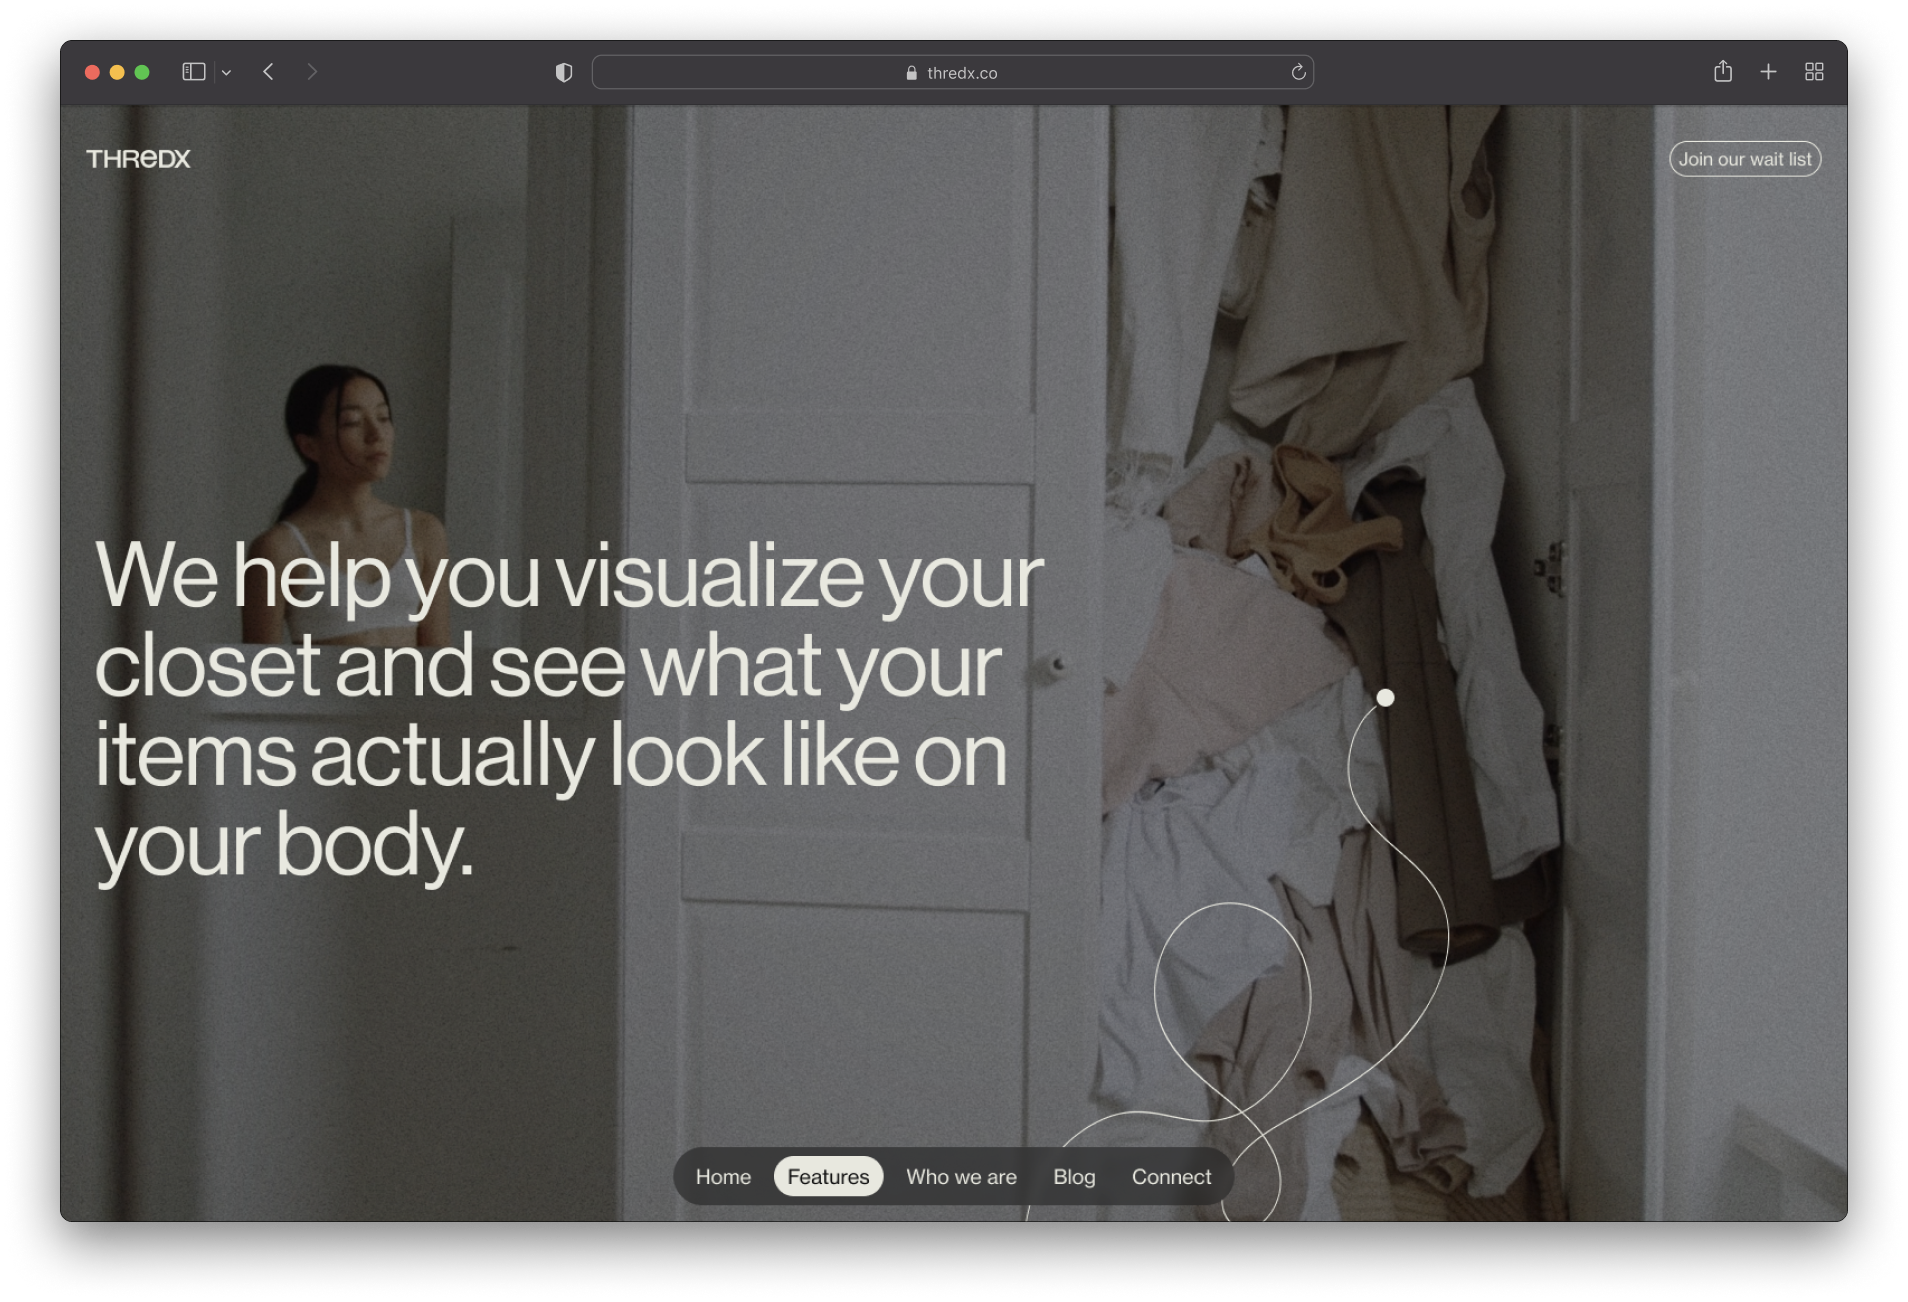 thredx.co
THReDX
Join our wait list
We help you visualize your
closet and see what your
items actually look like on
your body.
Home Features Who we are Blog Connect